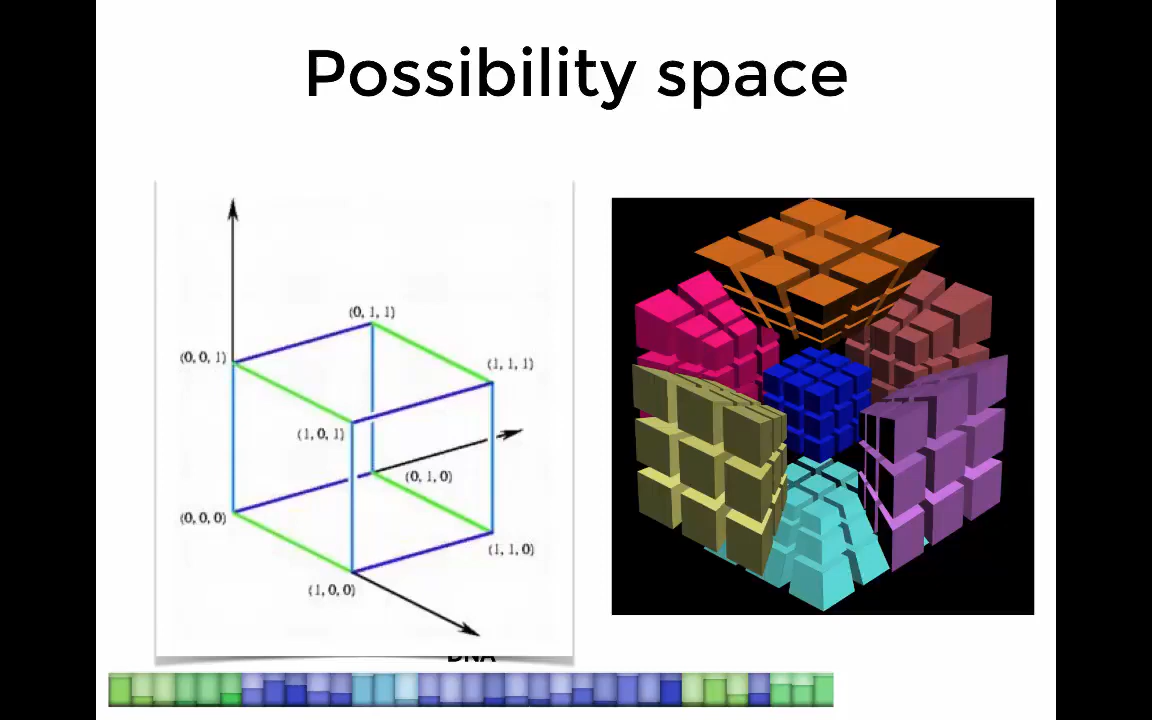 Possibility space
(0, 1, 1)
(0, 0, 1)
(1, 1, 1)
(1, 0, 1)
(0, 1, 0)
(0, 0, 0)
(1, 1, 0)
(1, 0, 0)
DNA